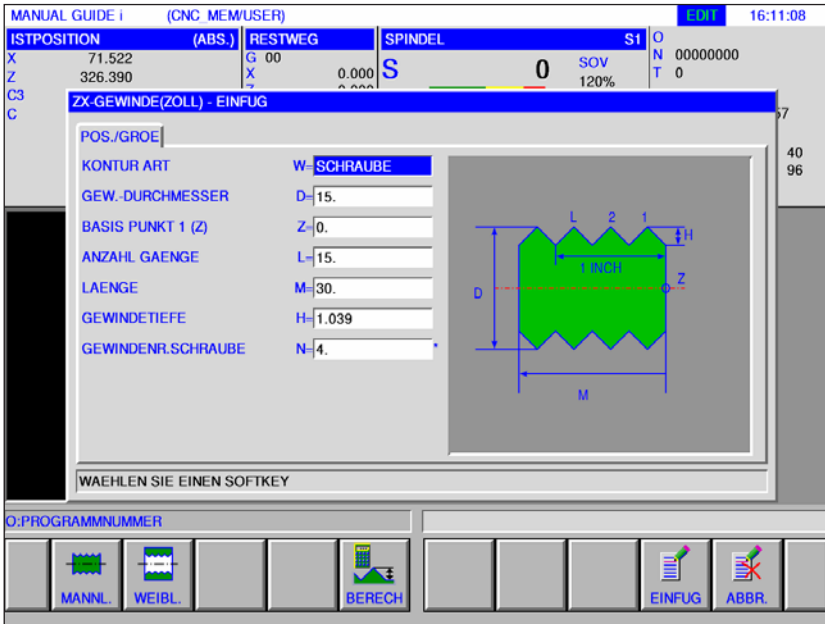 MANUAL GUIDE i (CNC_MEM/USER) EDIT 16:11:08
ISTPOSITION (ABS.) RESTWEG SPINDEL S1 O
X 71.522 G 00 N 00000000
Z 326.390 X 0.000 S 0 SOV T 0
C3 120%
C
ZX-GEWINDE(ZOLL) - EINFUG
40
96
POS./GROE
KONTUR ART W= SCHRAUBE
GEW.-DURCHMESSER D= 15.
BASIS PUNKT 1 (Z) Z= 0.
ANZAHL GAENGE L= 15.
LAENGE M= 30.
GEWINDETIEFE H= 1.039
GEWINDENR.SCHRAUBE N= 4. *
L 2 1
H
1 INCH
Z
D
M
WAEHLEN SIE EINEN SOFTKEY
O:PROGRAMMNUMMER
MANNL. WEIBL. BERECH EINFUG ABBR.